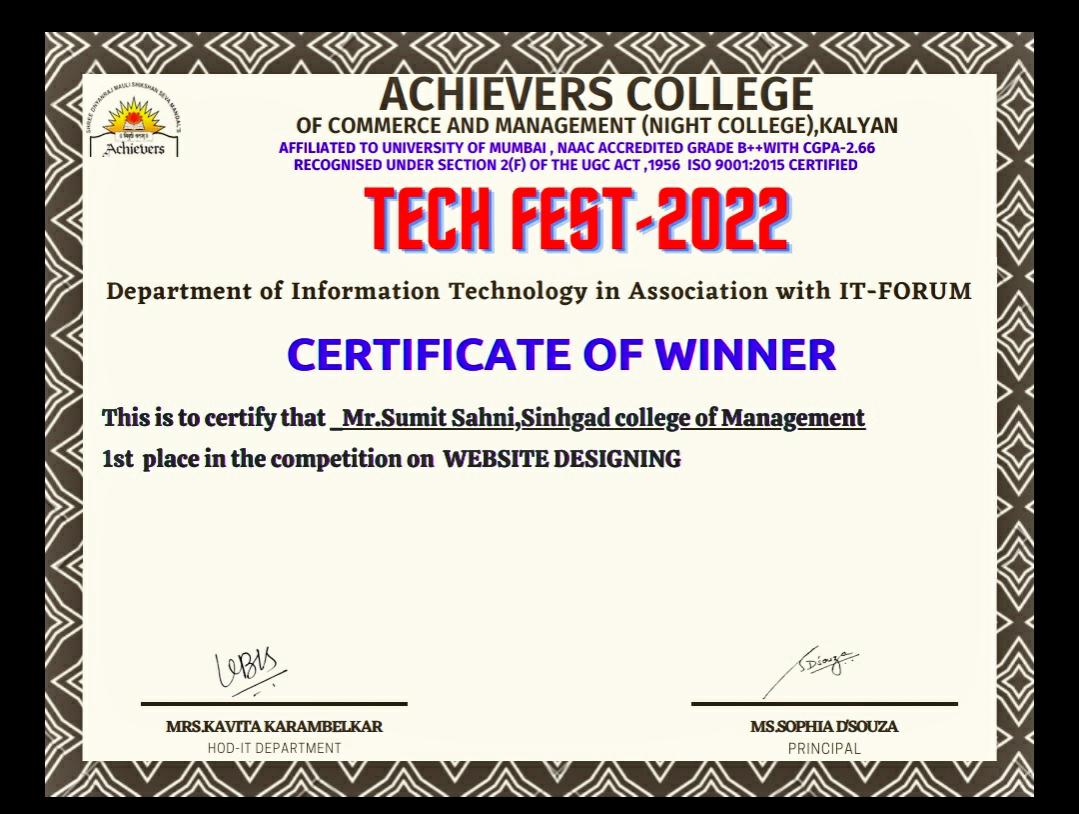 SHREE DNYANRAJ MAULI SHIKSHAN SEVA MANDAL'S
Achievers
ACHIEVERS COLLEGE
OF COMMERCE AND MANAGEMENT (NIGHT COLLEGE),KALYAN
AFFILIATED TO UNIVERSITY OF MUMBAI , NAAC ACCREDITED GRADE B++WITH CGPA-2.66
RECOGNISED UNDER SECTION 2(F) OF THE UGC ACT ,1956 ISO 9001:2015 CERTIFIED
TECH FEST-2022
Department of Information Technology in Association with IT-FORUM
CERTIFICATE OF WINNER
This is to certify that _Mr.Sumit Sahni,Sinhgad college of Management
1st place in the competition on WEBSITE DESIGNING
SDsouza
MRS.KAVITA KARAMBELKAR
HOD-IT DEPARTMENT
MS.SOPHIA D'SOUZA
PRINCIPAL